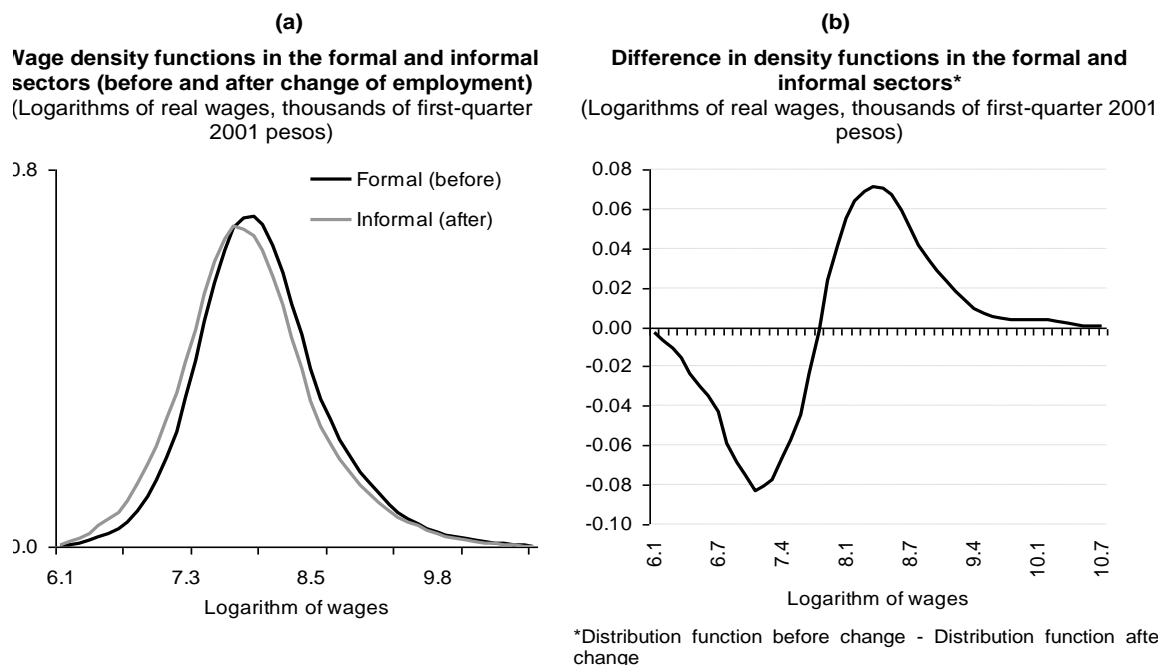 (a)
Wage density functions in the formal and informal
sectors (before and after change of employment)
(Logarithms of real wages, thousands of first-quarter
2001 pesos)
0.8
Formal (before)
Informal (after)
0.0
6.1
7.3
8.5
9.8
Logarithm of wages
(b)
Difference in density functions in the formal and
informal sectors*
(Logarithms of real wages, thousands of first-quarter 2001
pesos)
0.08
0.06
0.04
0.02
0.00
-0.02
-0.04
-0.06
-0.08
-0.10
6.1
6.7
7.4
8.1
8.7
9.4
10.1
10.7
Logarithm of wages
*Distribution function before change - Distribution function afte
change